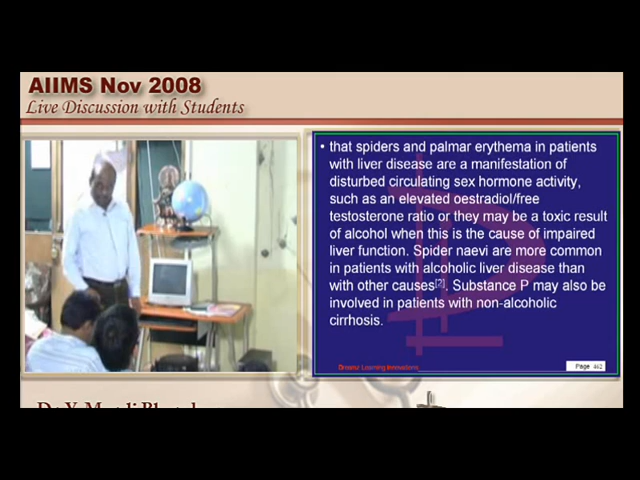 AIIMS Nov 2008
Live Discussion with Students
• that spiders and palmar erythema in patients
with liver disease are a manifestation of
disturbed circulating sex hormone activity,
such as an elevated oestradiol/free
testosterone ratio or they may be a toxic result
of alcohol when this is the cause of impaired
liver function. Spider naevi are more common
in patients with alcoholic liver disease than
with other causes[2]. Substance P may also be
involved in patients with non-alcoholic
cirrhosis.
Learning Innovations
Page